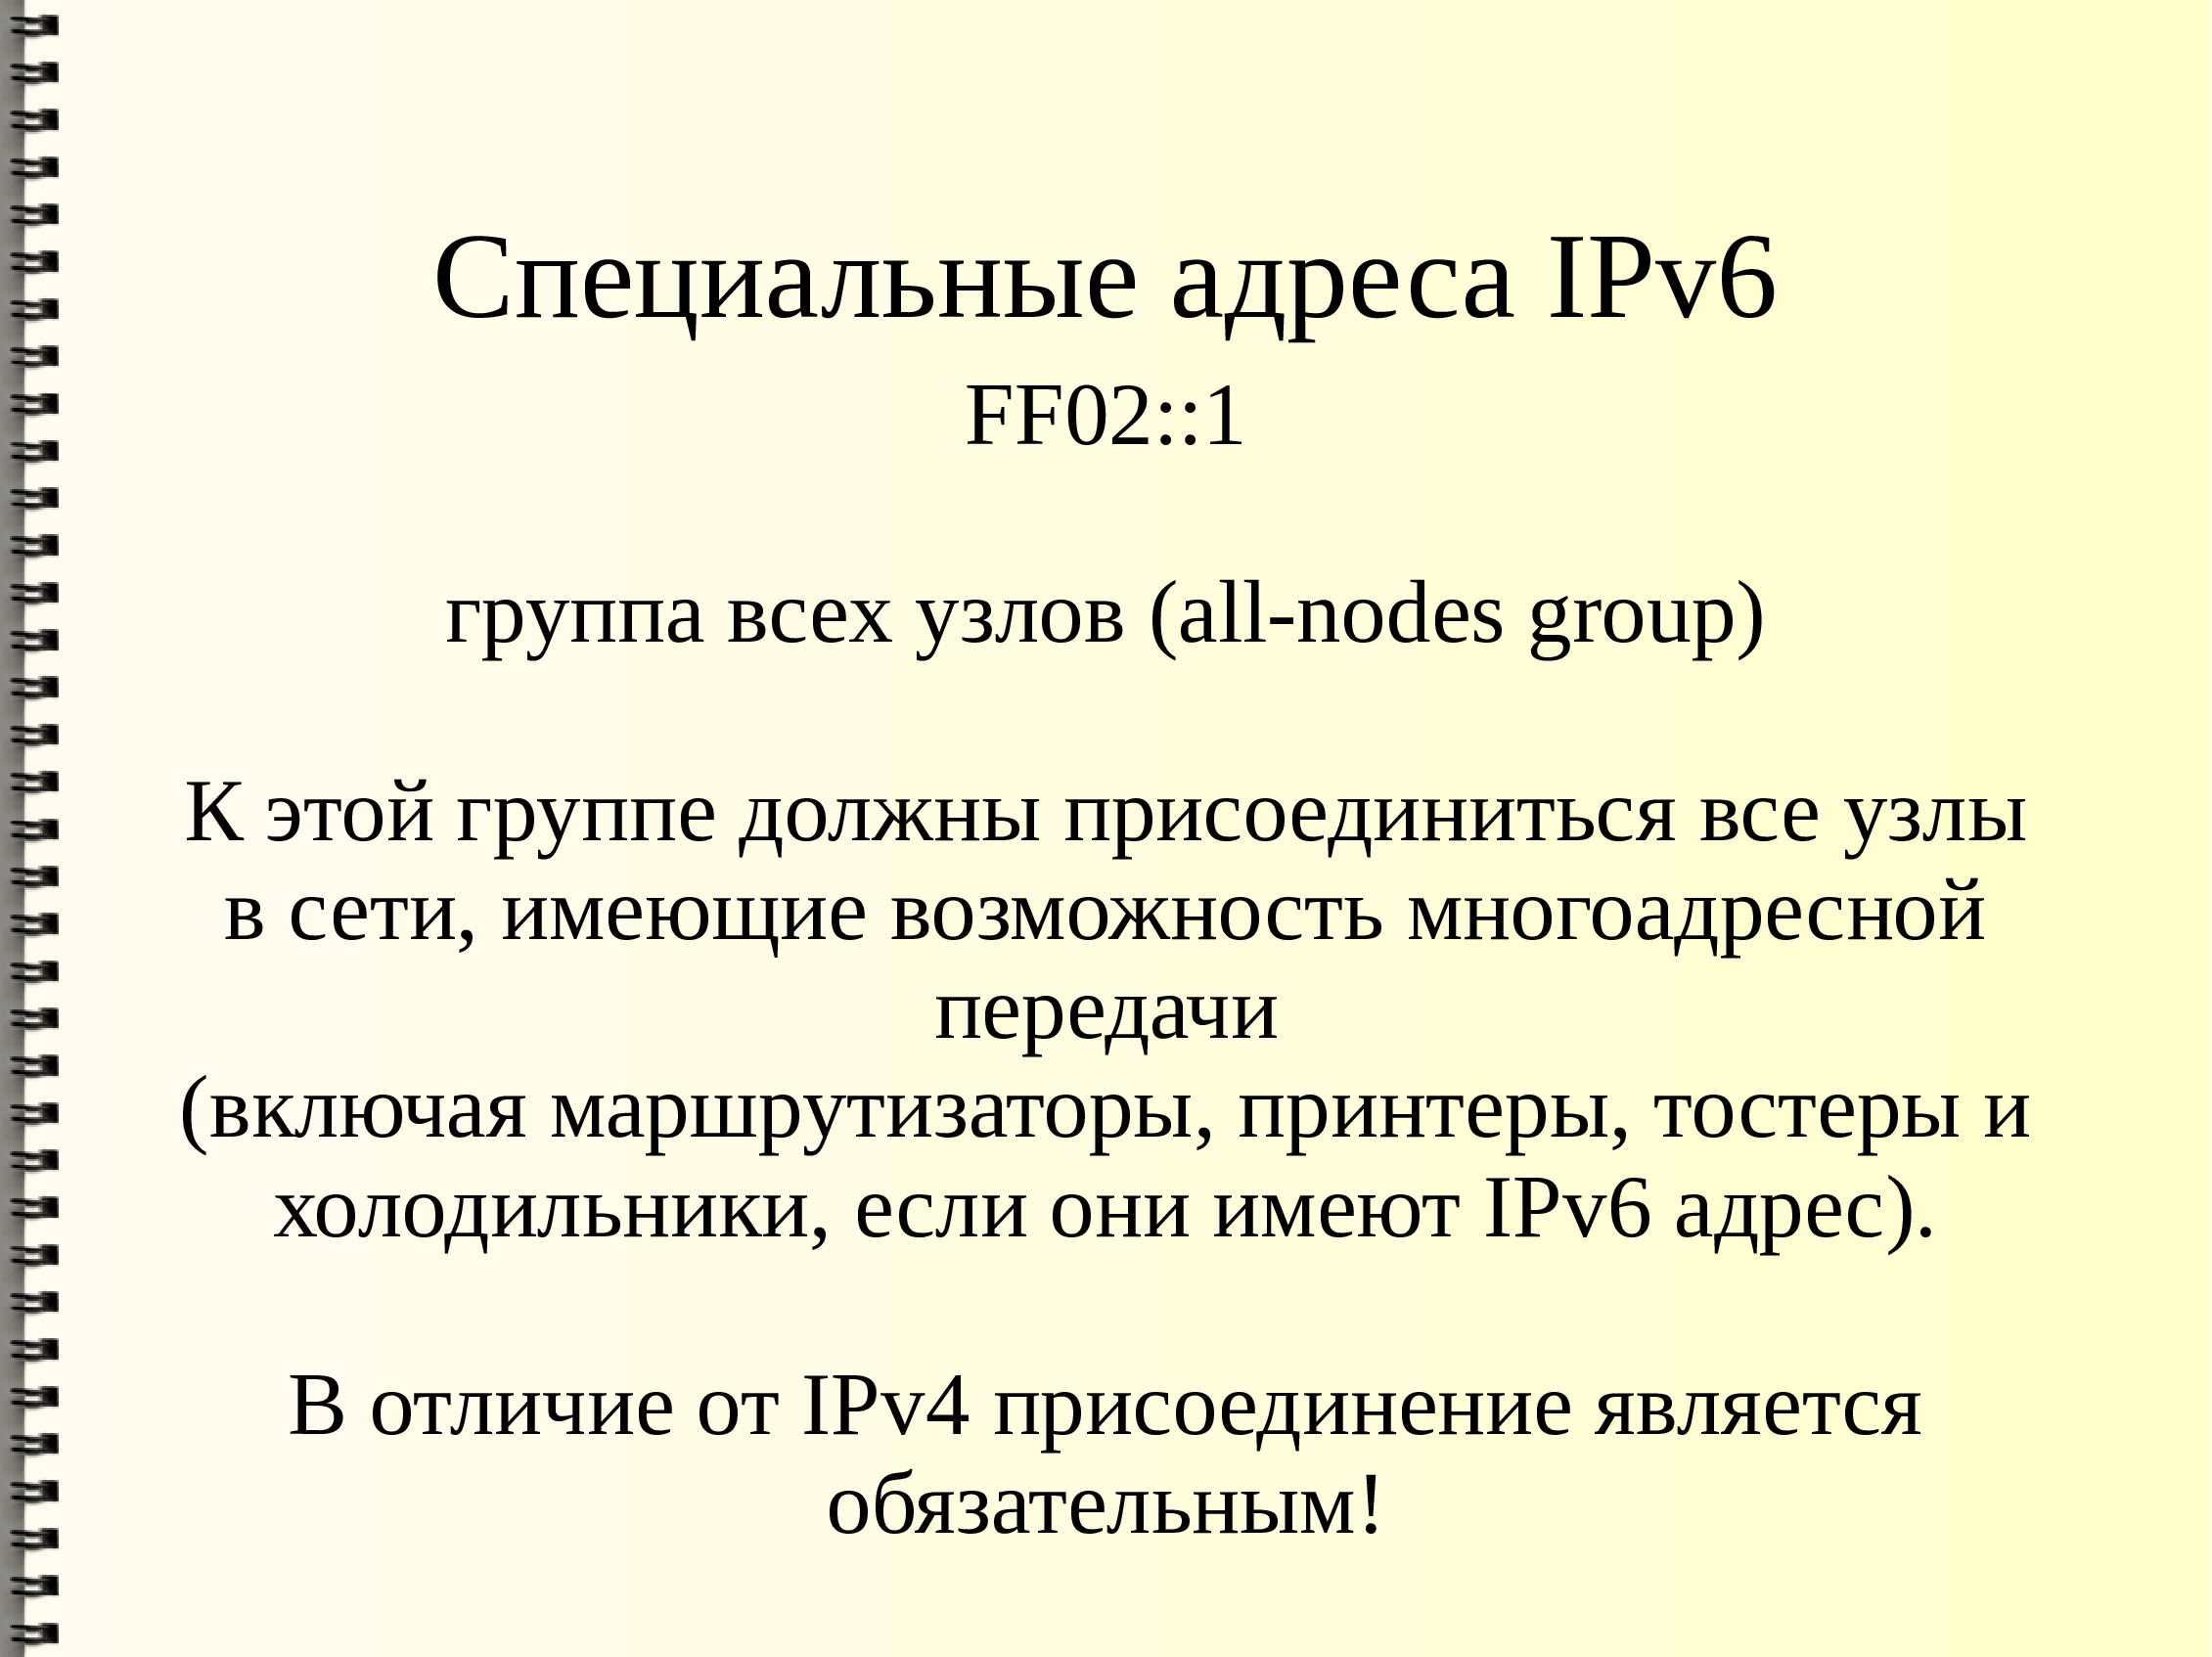 Специальные адреса IPv6
FF02::1
группа всех узлов (all-nodes group)
К этой группе должны присоединиться все узлы
в сети, имеющие возможность многоадресной
передачи
(включая маршрутизаторы, принтеры, тостеры и
холодильники, если они имеют IPv6 адрес).
В отличие от IPv4 присоединение является
обязательным!